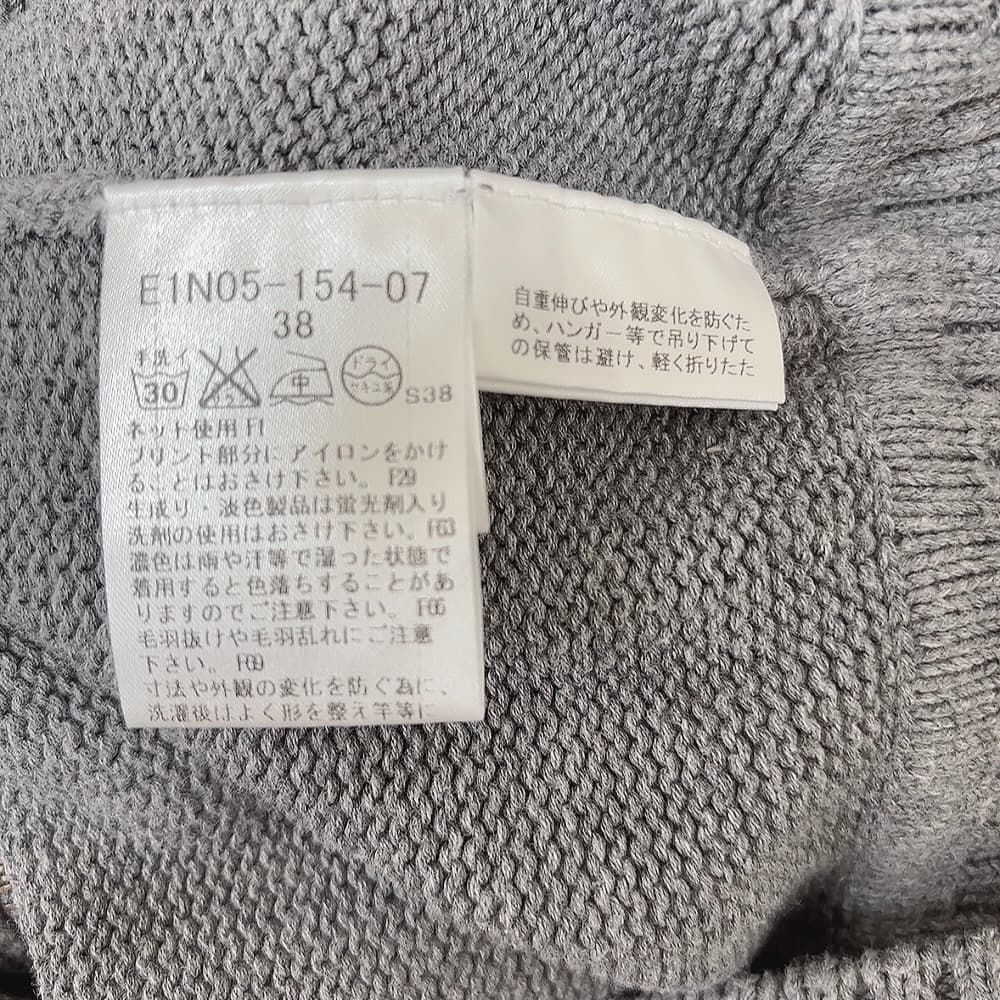 E1N05-154-07
38
手洗イ
30
中
ドライ
セキユ系
S38
ネット使用 F1
プリント部分に アイロンをかけ
ることはおさけ下さい。 F29
生成り・淡色製品は蛍光剤入り
洗剤の使用はおさけ下さい。 F63
濃色は雨や汗等で湿った状態で
着用すると色落ちすることがあ
りますのでご注意下さい。 F06
毛羽抜けや毛羽乱れにご注意
下さい。 F69
寸法や外観の変化を防ぐ為に、
洗濯後はよく形を整え竿等に
自重伸びや外観変化を防ぐた
め、ハンガー等で吊り下げて
の保管は避け、軽く折りたた